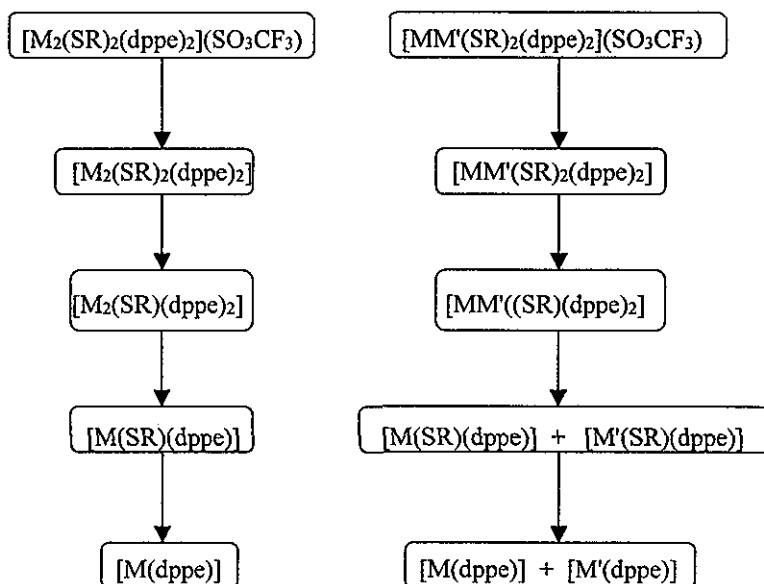 [M₂(SR)₂(dppe)₂](SO₃CF₃)
[M₂(SR)₂(dppe)₂]
[M₂(SR)(dppe)₂]
[M(SR)(dppe)]
[M(dppe)]
[MM'(SR)₂(dppe)₂](SO₃CF₃)
[MM'(SR)₂(dppe)₂]
[MM'((SR)(dppe)₂]
[M(SR)(dppe)] + [M'(SR)(dppe)]
[M(dppe)] + [M'(dppe)]